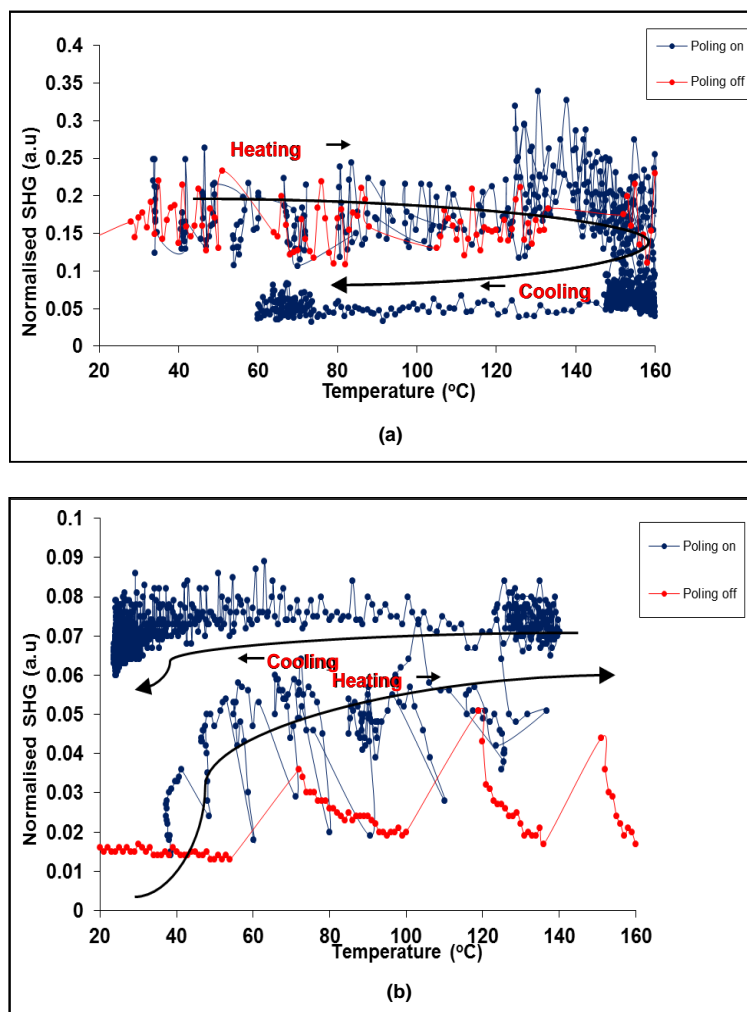 0.4
0.35
0.3
0.25
0.2
0.15
0.1
0.05
0
Normalised SHG (a.u)
Poling on
Poling off
Heating
Cooling
20 40 60 80 100 120 140 160
Temperature (oC)
(a)
0.1
0.09
0.08
0.07
0.06
0.05
0.04
0.03
0.02
0.01
0
Normalised SHG (a.u)
Poling on
Poling off
Cooling
Heating
20 40 60 80 100 120 140 160
Temperature (oC)
(b)